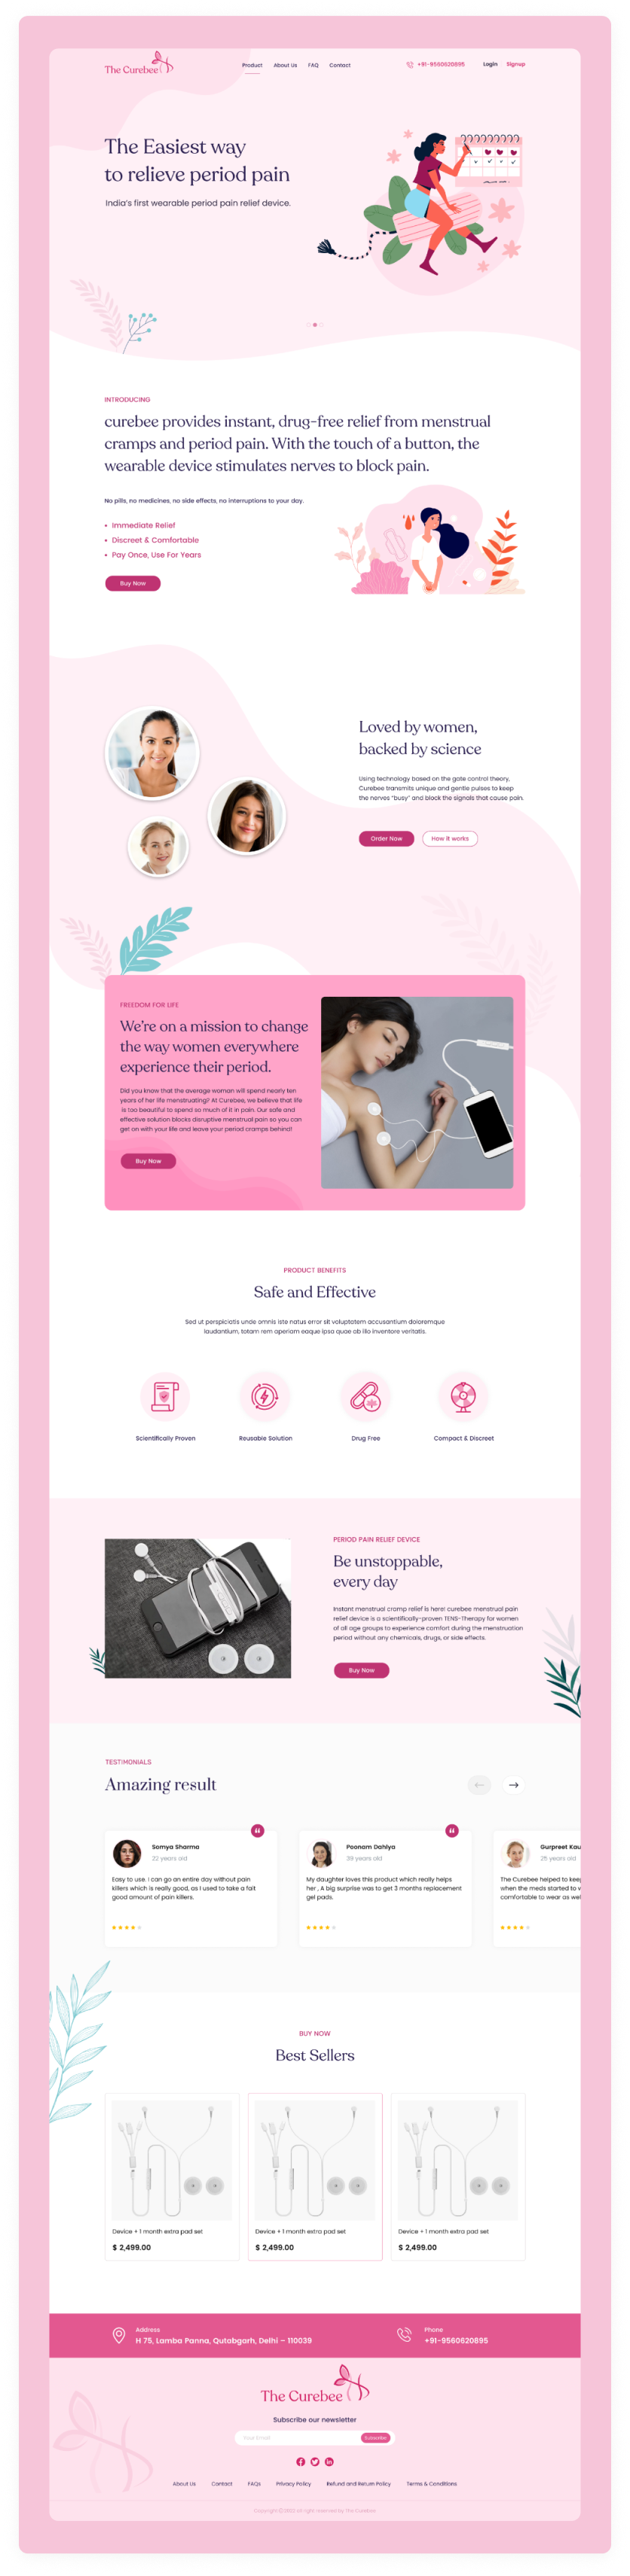 The Curebee
Product About Us FAQ Contact
+91-9560620895 Login Signup
The Easiest way
to relieve period pain
India's first wearable period pain relief device.
INTRODUCING
curebee provides instant, drug-free relief from menstrual
cramps and period pain. With the touch of a button, the
wearable device stimulates nerves to block pain.
No pills, no medicines, no side effects, no interruptions to your day.
• Immediate Relief
• Discreet & Comfortable
• Pay Once, Use For Years
Buy Now
Loved by women,
backed by science
Using technology based on the gate control theory,
Curebee transmits unique and gentle pulses to keep
the nerves "busy" and block the signals that cause pain.
Order Now How it works
FREEDOM FOR LIFE
We're on a mission to change
the way women everywhere
experience their period.
Did you know that the average woman will spend nearly ten
years of her life menstruating? At Curebee, we believe that life
is too beautiful to spend so much of it in pain. Our safe and
effective solution blocks disruptive menstrual pain so you can
get on with your life and leave your period cramps behind!
Buy Now
PRODUCT BENEFITS
Safe and Effective
Sed ut perspiciatis unde omnis iste natus error sit voluptatem accusantium doloremque
laudantium, totam rem aperiam eaque ipsa quae ab illo inventore veritatis.
Scientifically Proven Reusable Solution Drug Free Compact & Discreet
PERIOD PAIN RELIEF DEVICE
Be unstoppable,
every day
Instant menstrual cramp relief is here! curebee menstrual pain
relief device is a scientifically-proven TENS-Therapy for women
of all age groups to experience comfort during the menstruation
period without any chemicals, drugs, or side effects.
Buy Now
TESTIMONIALS
Amazing result
Somya Sharma
22 years old
Easy to use. I can go an entire day without pain
killers which is really good, as I used to take a fait
good amount of pain killers.
Poonam Dahiya
39 years old
My daughter loves this product which really helps
her , A big surprise was to get 3 months replacement
gel pads.
Gurpreet Kau
25 years old
The Curebee helped to keep
when the meds started to w
comfortable to wear as wel
BUY NOW
Best Sellers
Device + 1 month extra pad set
$ 2,499.00
Device + 1 month extra pad set
$ 2,499.00
Device + 1 month extra pad set
$ 2,499.00
Address
H 75, Lamba Panna, Qutabgarh, Delhi – 110039
Phone
+91-9560620895
The Curebee
Subscribe our newsletter
Your Email Subscribe
About Us Contact FAQs Privacy Policy Refund and Return Policy Terms & Conditions
Copyright © 2022 All right reserved by The Curebee